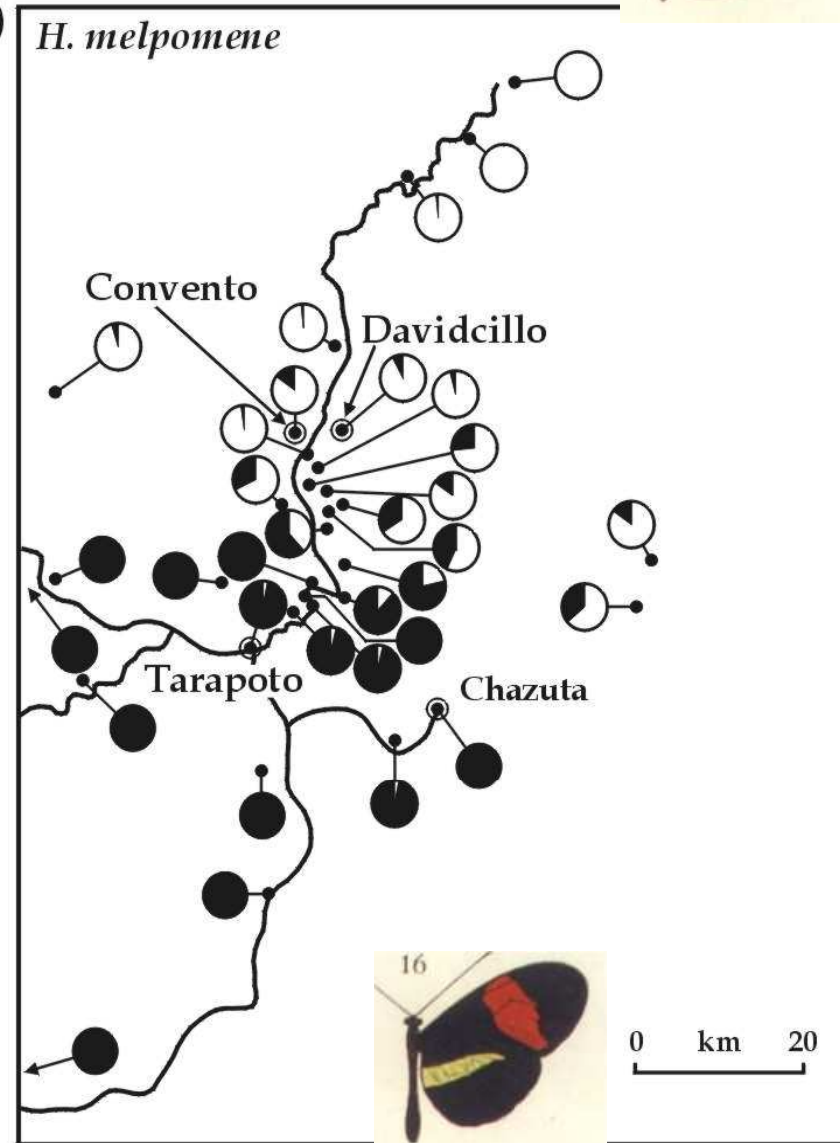 )
H. melpomene
Convento
Davidcillo
Tarapoto
Chazuta
16
0 km 20